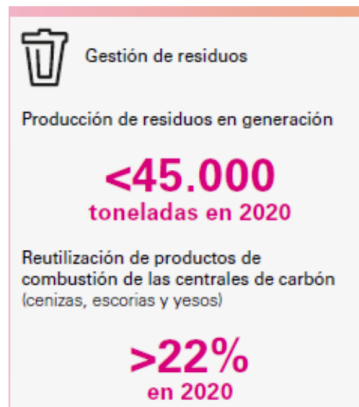 Gestión de residuos
Producción de residuos en generación
<45.000
toneladas en 2020
Reutilización de productos de
combustión de las centrales de carbón
(cenizas, escorias y yesos)
>22%
en 2020